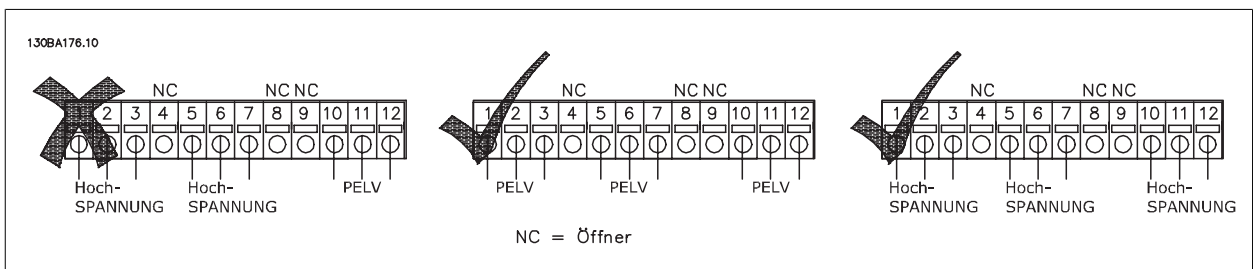 130BA176.10
NC NC NC
2 3 4 5 6 7 8 9 10 11 12
Hoch-
SPANNUNG
Hoch-
SPANNUNG
PELV
NC NC NC
1 2 3 4 5 6 7 8 9 10 11 12
PELV PELV PELV
NC NC NC
1 2 3 4 5 6 7 8 9 10 11 12
Hoch-
SPANNUNG
Hoch-
SPANNUNG
Hoch-
SPANNUNG
NC = Öffner